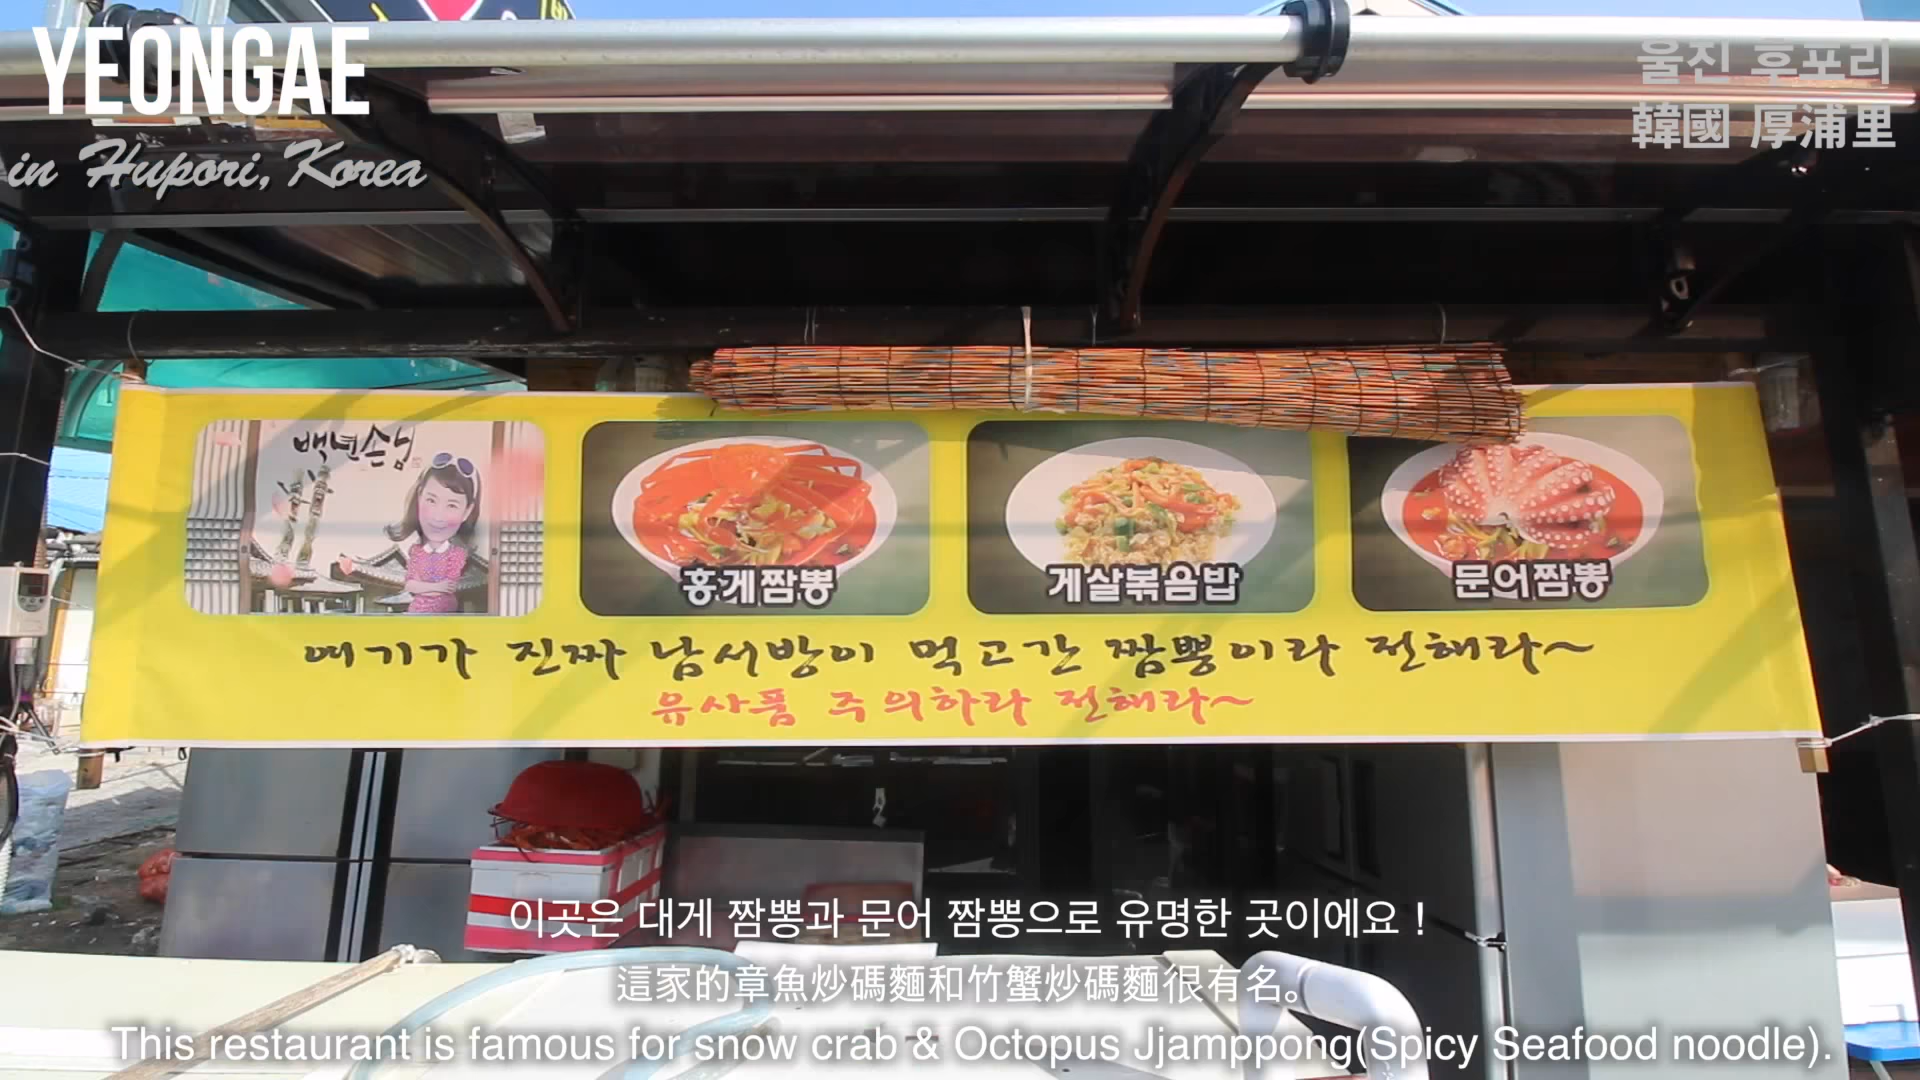 YEONGAE
in Hupori, Korea
울진 후포리
韓國 厚浦里
백년손님
홍게짬뽕
게살볶음밥
문어짬뽕
여기가 진짜 남서방이 먹고간 짬뽕이라 전해라~
유사품 주의하라 전해라~
이곳은 대게 짬뽕과 문어 짬뽕으로 유명한 곳이에요 !
這家的章魚炒碼麵和竹蟹炒碼麵很有名。
This restaurant is famous for snow crab & Octopus Jjamppong(Spicy Seafood noodle).